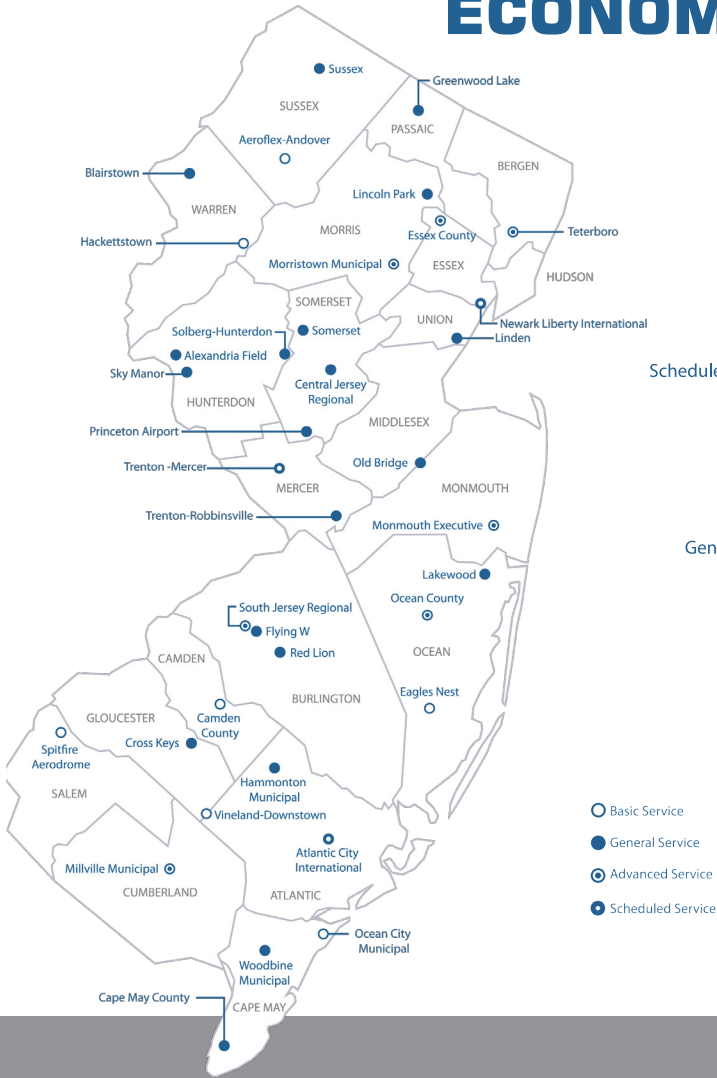 ECONOM
Sussex
Greenwood Lake
SUSSEX
PASSAIC
Aeroflex-Andover
BERGEN
Blairstown
Lincoln Park
WARREN
MORRIS
Essex County
Teterboro
Hackettstown
Morristown Municipal
ESSEX
HUDSON
SOMERSET
UNION
Newark Liberty International
Solberg-Hunterdon
Somerset
Linden
Alexandria Field
Sky Manor
Central Jersey
Regional
Schedule
HUNTERDON
MIDDLESEX
Princeton Airport
Old Bridge
Trenton -Mercer
MERCER
MONMOUTH
Trenton-Robbinsville
Monmouth Executive
Gen
Lakewood
Ocean County
South Jersey Regional
Flying W
Red Lion
OCEAN
CAMDEN
BURLINGTON
Eagles Nest
GLOUCESTER
Camden
County
Cross Keys
Spitfire
Aerodrome
Hammonton
Municipal
SALEM
Vineland-Downstown
Basic Service
General Service
Atlantic City
International
Millville Municipal
Advanced Service
CUMBERLAND
ATLANTIC
Scheduled Service
Ocean City
Municipal
Woodbine
Municipal
Cape May County
CAPE MAY